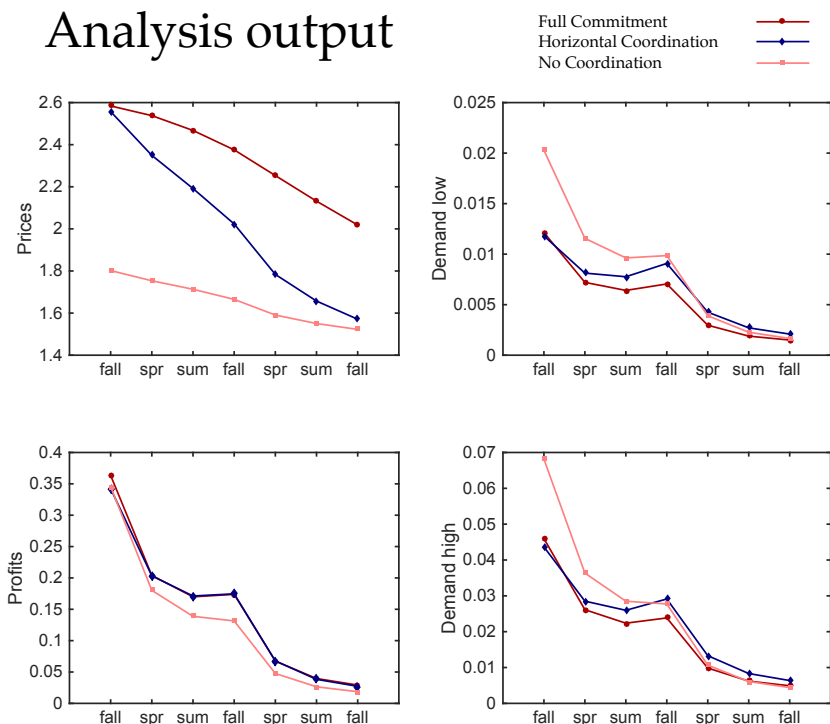 Analysis output
Full Commitment
Horizontal Coordination
No Coordination
Prices
2.6
2.4
2.2
2
1.8
1.6
1.4
fall spr sum fall spr sum fall
Demand low
0.025
0.02
0.015
0.01
0.005
0
fall spr sum fall spr sum fall
Profits
0.4
0.35
0.3
0.25
0.2
0.15
0.1
0.05
0
fall spr sum fall spr sum fall
Demand high
0.07
0.06
0.05
0.04
0.03
0.02
0.01
0
fall spr sum fall spr sum fall